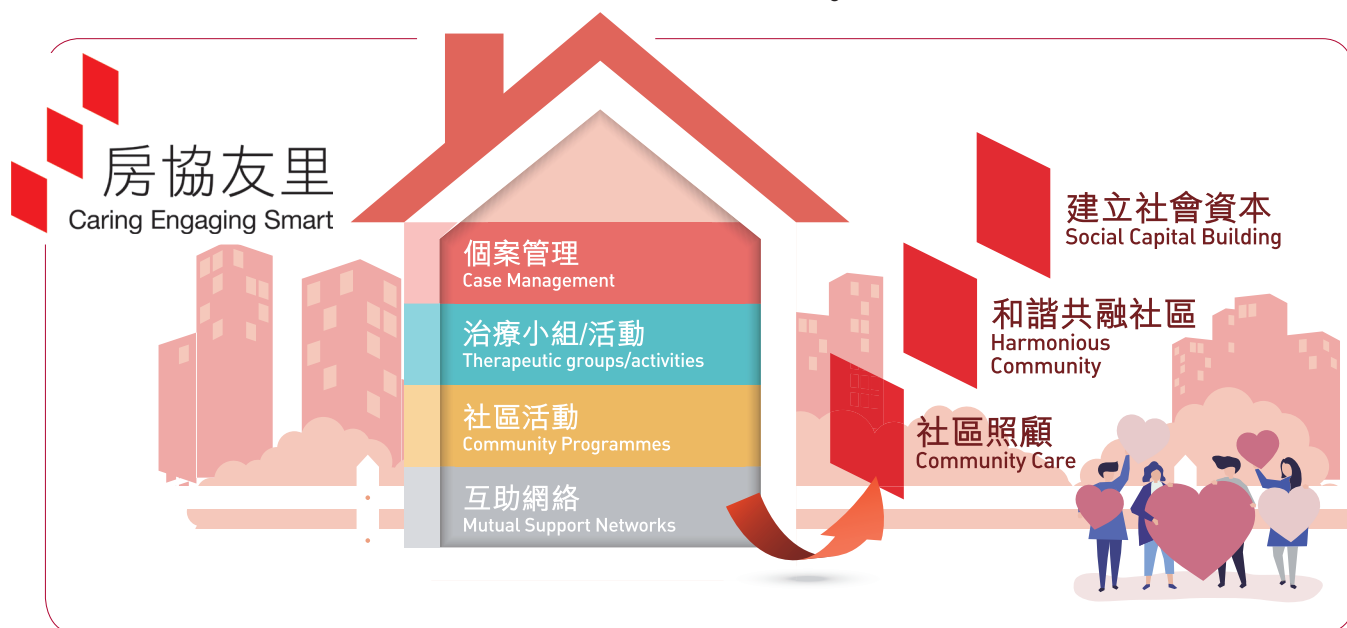 房協友里
Caring Engaging Smart
個案管理
Case Management
治療小組/活動
Therapeutic groups/activities
社區活動
Community Programmes
互助網絡
Mutual Support Networks
建立社會資本
Social Capital Building
和諧共融社區
Harmonious
Community
社區照顧
Community Care